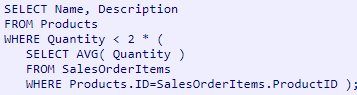 SELECT Name, Description
FROM Products
WHERE Quantity < 2 * (
SELECT AVG( Quantity )
FROM SalesOrderItems
WHERE Products.ID=SalesOrderItems.ProductID );